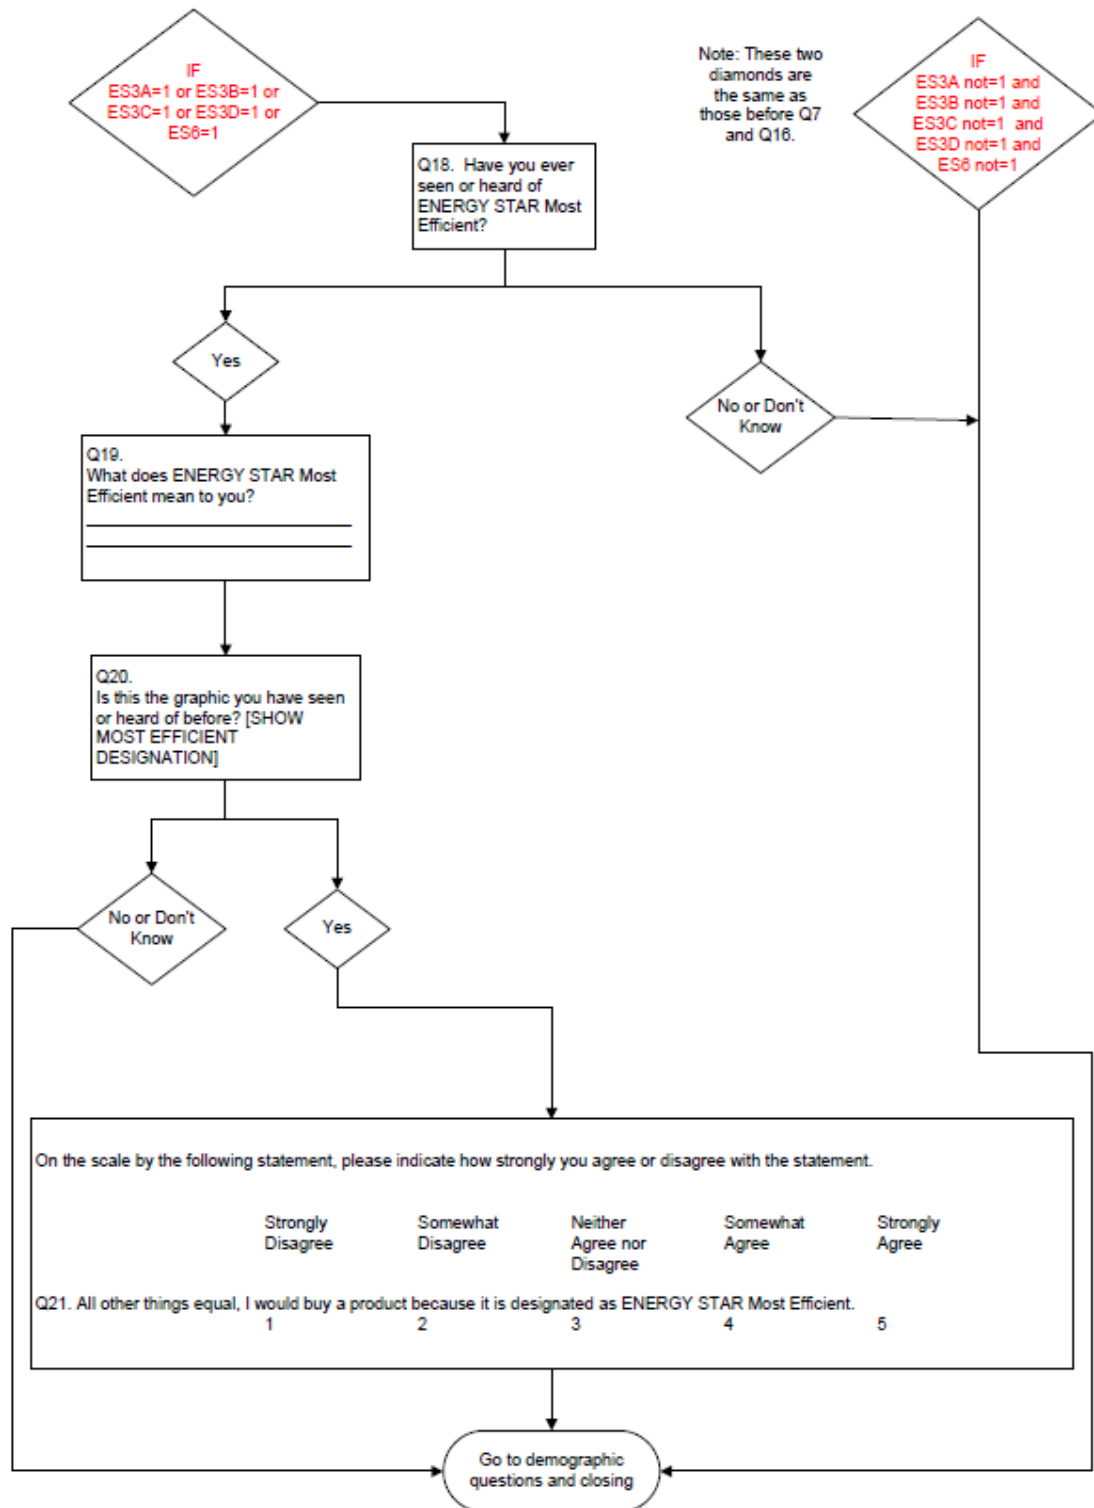 IF
ES3A=1 or ES3B=1 or
ES3C=1 or ES3D=1 or
ES6=1
Note: These two
diamonds are
the same as
those before Q7
and Q16.
IF
ES3A not=1 and
ES3B not=1 and
ES3C not=1 and
ES3D not=1 and
ES6 not=1
Q18. Have you ever
seen or heard of
ENERGY STAR Most
Efficient?
Yes
No or Don't
Know
Q19.
What does ENERGY STAR Most
Efficient mean to you?
Q20.
Is this the graphic you have seen
or heard of before? [SHOW
MOST EFFICIENT
DESIGNATION]
No or Don't
Know
Yes
On the scale by the following statement, please indicate how strongly you agree or disagree with the statement.
Strongly Somewhat Neither Somewhat Strongly
Disagree Disagree Agree nor Agree Agree
Disagree
Q21. All other things equal, I would buy a product because it is designated as ENERGY STAR Most Efficient.
1 2 3 4 5
Go to demographic
questions and closing